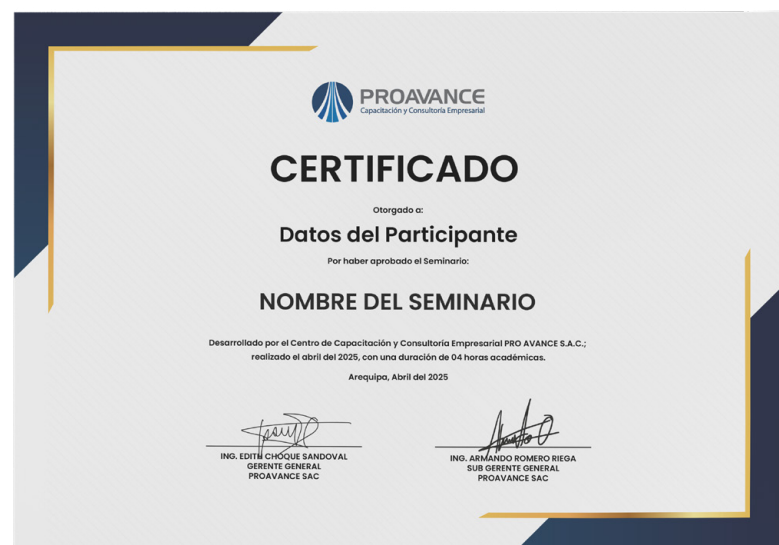 PROAVANCE
Capacitación y Consultoría Empresarial
CERTIFICADO
Otorgado a:
Datos del Participante
Por haber aprobado el Seminario:
NOMBRE DEL SEMINARIO
Desarrollado por el Centro de Capacitación y Consultoría Empresarial PRO AVANCE S.A.C.;
realizado el abril del 2025, con una duración de 04 horas académicas.
Arequipa, Abril del 2025
ING. EDITH CHOQUE SANDOVAL
GERENTE GENERAL
PROAVANCE SAC
ING. ARMANDO ROMERO RIEGA
SUB GERENTE GENERAL
PROAVANCE SAC